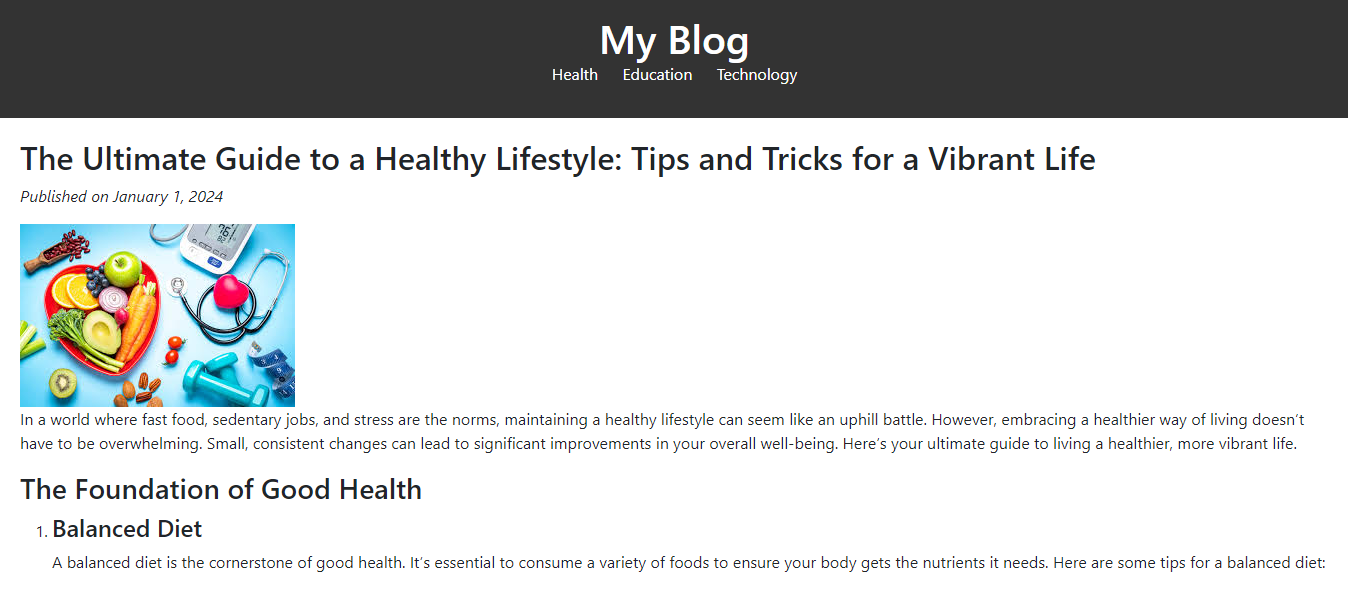 My Blog
Health Education Technology
The Ultimate Guide to a Healthy Lifestyle: Tips and Tricks for a Vibrant Life
Published on January 1, 2024
In a world where fast food, sedentary jobs, and stress are the norms, maintaining a healthy lifestyle can seem like an uphill battle. However, embracing a healthier way of living doesn’t
have to be overwhelming. Small, consistent changes can lead to significant improvements in your overall well-being. Here’s your ultimate guide to living a healthier, more vibrant life.
The Foundation of Good Health
1. Balanced Diet
A balanced diet is the cornerstone of good health. It’s essential to consume a variety of foods to ensure your body gets the nutrients it needs. Here are some tips for a balanced diet: